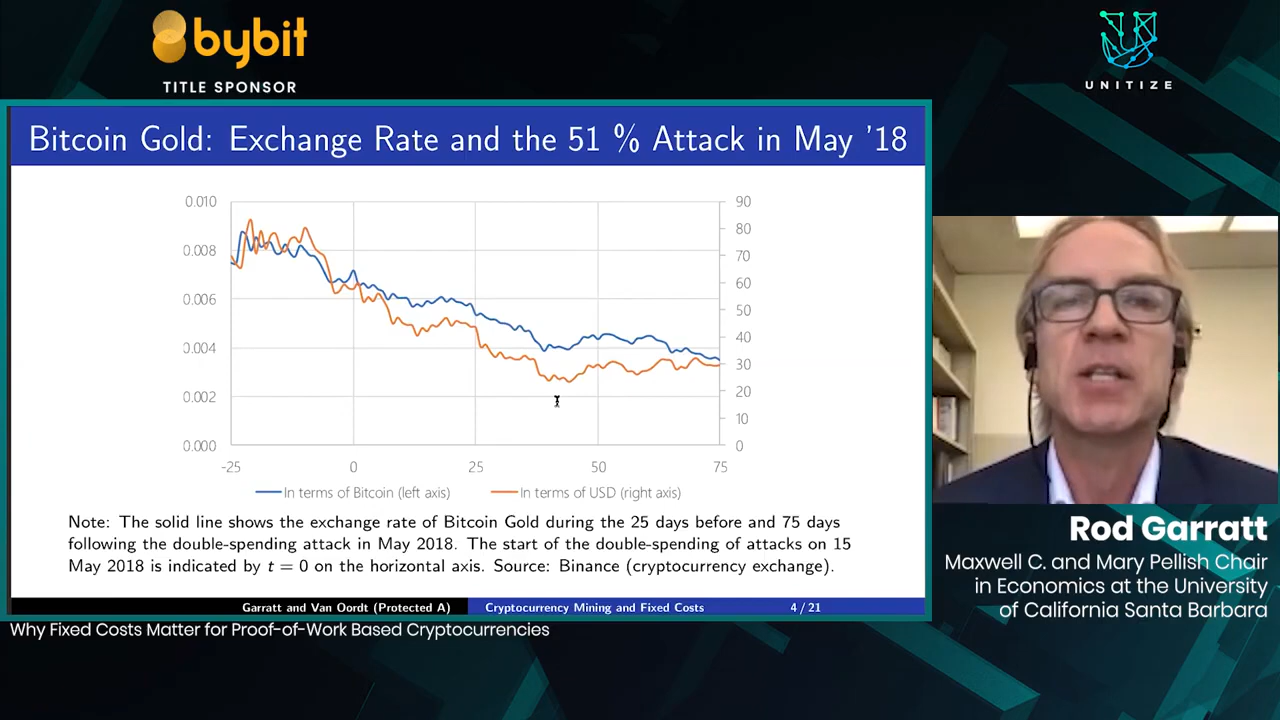 bybit
TITLE SPONSOR
UNITIZE
Bitcoin Gold: Exchange Rate and the 51 % Attack in May '18
0.010
0.008
0.006
0.004
0.002
0.000
90
80
70
60
50
40
30
20
10
0
-25 0 25 50 75
In terms of Bitcoin (left axis) In terms of USD (right axis)
Note: The solid line shows the exchange rate of Bitcoin Gold during the 25 days before and 75 days
following the double-spending attack in May 2018. The start of the double-spending of attacks on 15
May 2018 is indicated by t = 0 on the horizontal axis. Source: Binance (cryptocurrency exchange).
Garratt and Van Oordt (Protected A) Cryptocurrency Mining and Fixed Costs 4 / 21
Why Fixed Costs Matter for Proof-of-Work Based Cryptocurrencies
Rod Garratt
Maxwell C. and Mary Pellish Chair
in Economics at the University
of California Santa Barbara